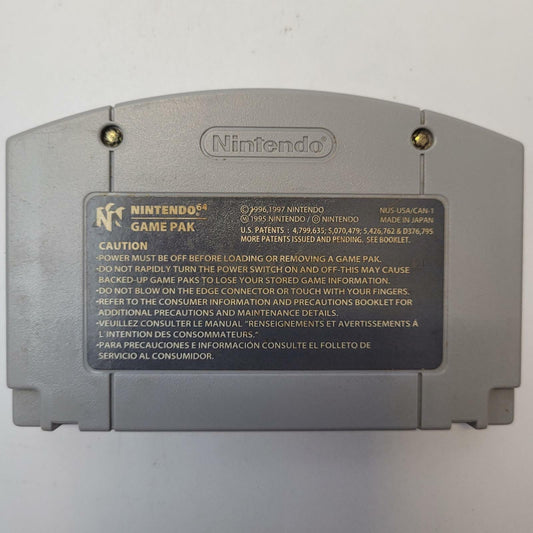 Nintendo®
NINTENDO⁶⁴
GAME PAK
©1996,1997 NINTENDO
Ⓜ1995 NINTENDO / Ⓓ NINTENDO
NUS-USA/CAN-1
MADE IN JAPAN
U.S. PATENTS : 4,799,635; 5,070,479; 5,426,762 & D376,795
MORE PATENTS ISSUED AND PENDING. SEE BOOKLET.
CAUTION
•POWER MUST BE OFF BEFORE LOADING OR REMOVING A GAME PAK.
•DO NOT RAPIDLY TURN THE POWER SWITCH ON AND OFF-THIS MAY CAUSE
BACKED-UP GAME PAKS TO LOSE YOUR STORED GAME INFORMATION.
•DO NOT BLOW ON THE EDGE CONNECTOR OR TOUCH WITH YOUR FINGERS.
•REFER TO THE CONSUMER INFORMATION AND PRECAUTIONS BOOKLET FOR
ADDITIONAL PRECAUTIONS AND MAINTENANCE DETAILS.
•VEUILLEZ CONSULTER LE MANUAL "RENSEIGNEMENTS ET AVERTISSEMENTS Á
L'INTENTION DES CONSOMMATEURS."
•PARA PRECAUCIONES E INFORMACIÓN CONSULTE EL FOLLETO DE
SERVICIO AL CONSUMIDOR.